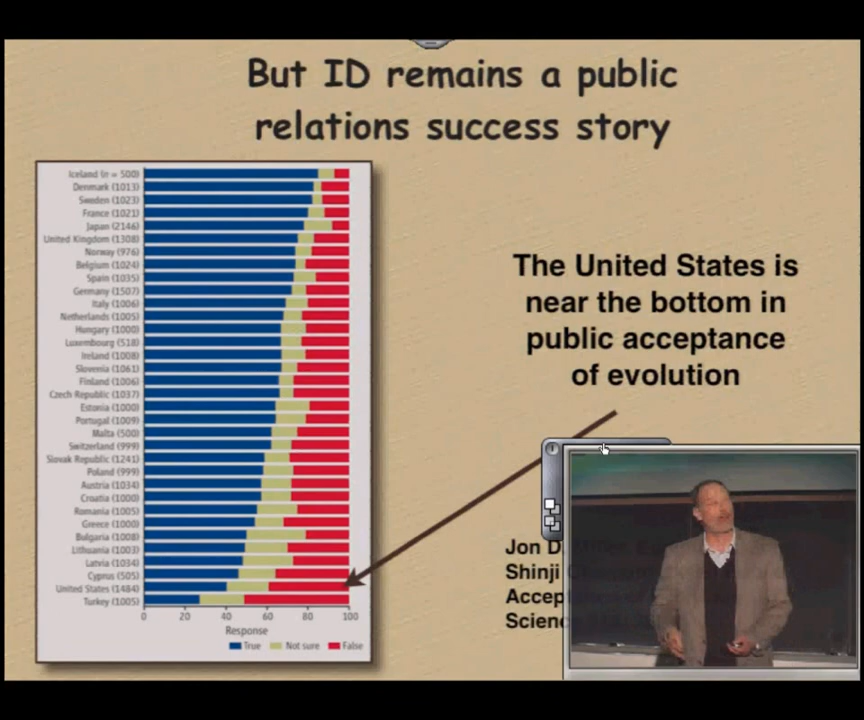 But ID remains a public
relations success story
Iceland (n = 500)
Denmark (1013)
Sweden (1023)
France (1021)
Japan (2146)
United Kingdom (1308)
Norway (976)
Belgium (1024)
Spain (1035)
Germany (1507)
Italy (1006)
Netherlands (1005)
Hungary (1000)
Luxembourg (518)
Ireland (1008)
Slovenia (1061)
Finland (1006)
Czech Republic (1037)
Estonia (1000)
Portugal (1009)
Malta (500)
Switzerland (999)
Slovak Republic (1241)
Poland (999)
Austria (1034)
Croatia (1000)
Romania (1005)
Greece (1000)
Bulgaria (1008)
Lithuania (1003)
Latvia (1034)
Cyprus (505)
United States (1484)
Turkey (1005)
0 20 40 60 80 100
Response
True Not sure False
The United States is
near the bottom in
public acceptance
of evolution
Jon D.
Shinji
Accep
Scienc